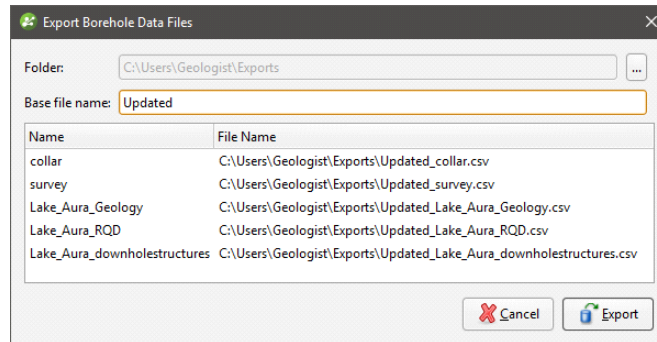 Export Borehole Data Files
Folder: C:\Users\Geologist\Exports ...
Base file name: Updated
Name File Name
collar C:\Users\Geologist\Exports\Updated_collar.csv
survey C:\Users\Geologist\Exports\Updated_survey.csv
Lake_Aura_Geology C:\Users\Geologist\Exports\Updated_Lake_Aura_Geology.csv
Lake_Aura_RQD C:\Users\Geologist\Exports\Updated_Lake_Aura_RQD.csv
Lake_Aura_downholestructures C:\Users\Geologist\Exports\Updated_Lake_Aura_downholestructures.csv
Cancel Export